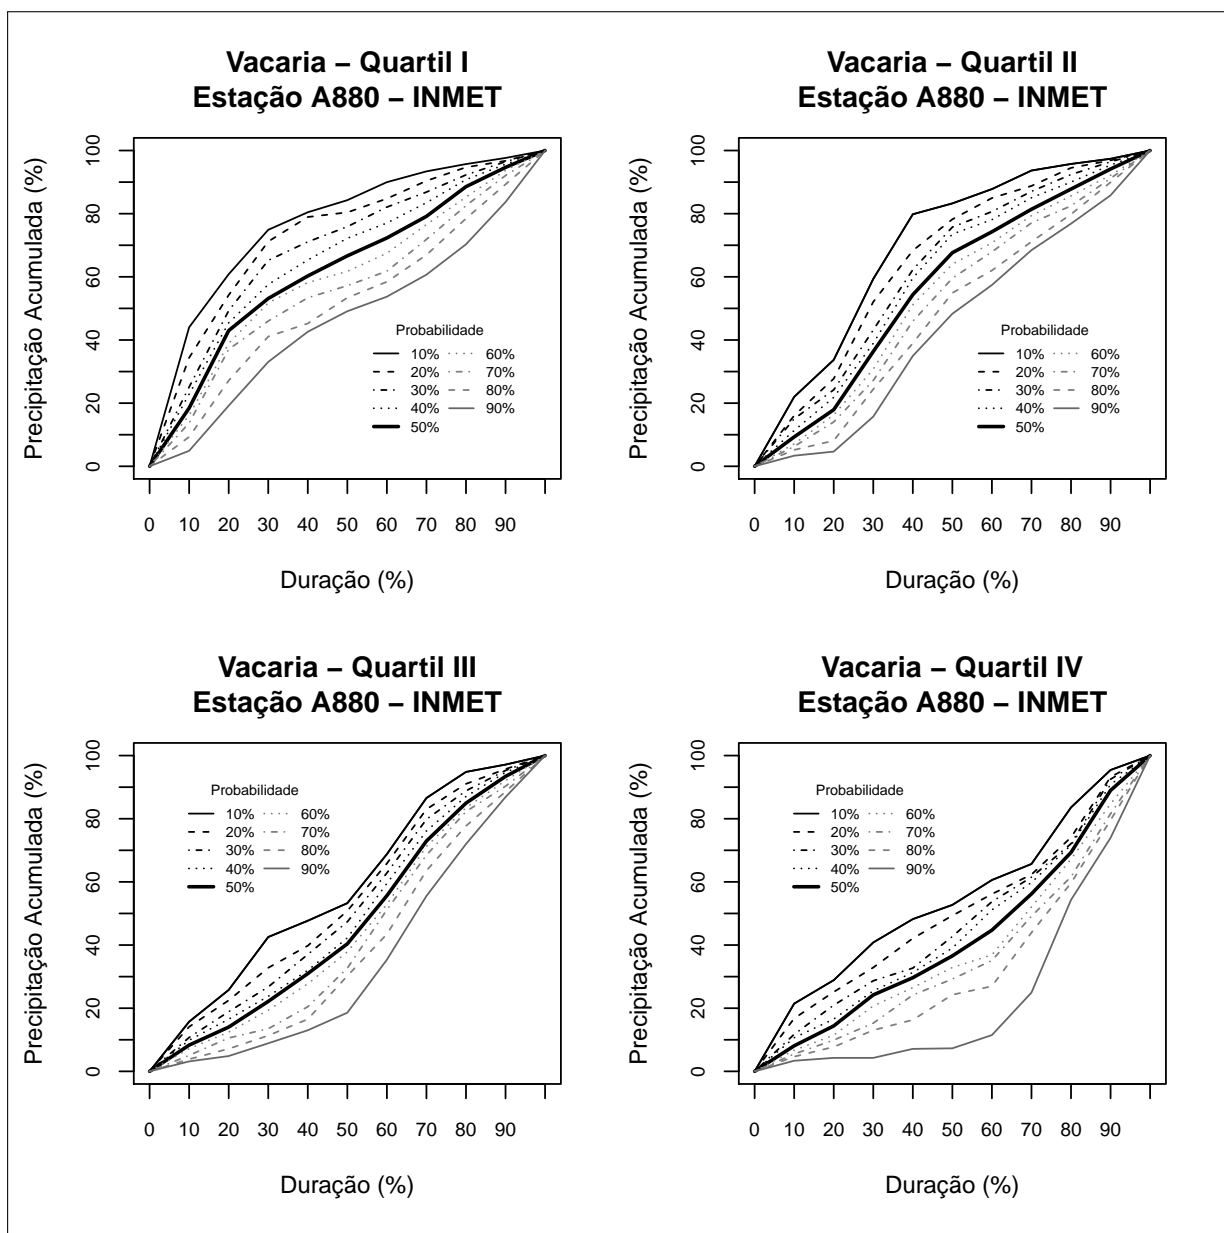 Vacaria – Quartil I
Estação A880 – INMET
Precipitação Acumulada (%)
100
80
60
40
20
0
Probabilidade
10% 60%
20% 70%
30% 80%
40% 90%
50%
0 10 20 30 40 50 60 70 80 90
Duração (%)
Vacaria – Quartil II
Estação A880 – INMET
Precipitação Acumulada (%)
100
80
60
40
20
0
Probabilidade
10% 60%
20% 70%
30% 80%
40% 90%
50%
0 10 20 30 40 50 60 70 80 90
Duração (%)
Vacaria – Quartil III
Estação A880 – INMET
Precipitação Acumulada (%)
100
80
60
40
20
0
Probabilidade
10% 60%
20% 70%
30% 80%
40% 90%
50%
0 10 20 30 40 50 60 70 80 90
Duração (%)
Vacaria – Quartil IV
Estação A880 – INMET
Precipitação Acumulada (%)
100
80
60
40
20
0
Probabilidade
10% 60%
20% 70%
30% 80%
40% 90%
50%
0 10 20 30 40 50 60 70 80 90
Duração (%)